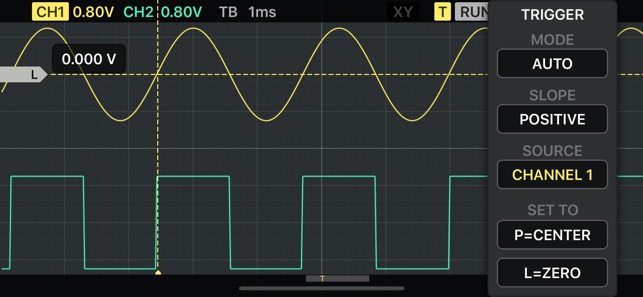 CH1 0.80V CH2 0.80V TB 1ms XY T RUN
L 0.000 V
T
TRIGGER
MODE
AUTO
SLOPE
POSITIVE
SOURCE
CHANNEL 1
SET TO
P=CENTER
L=ZERO